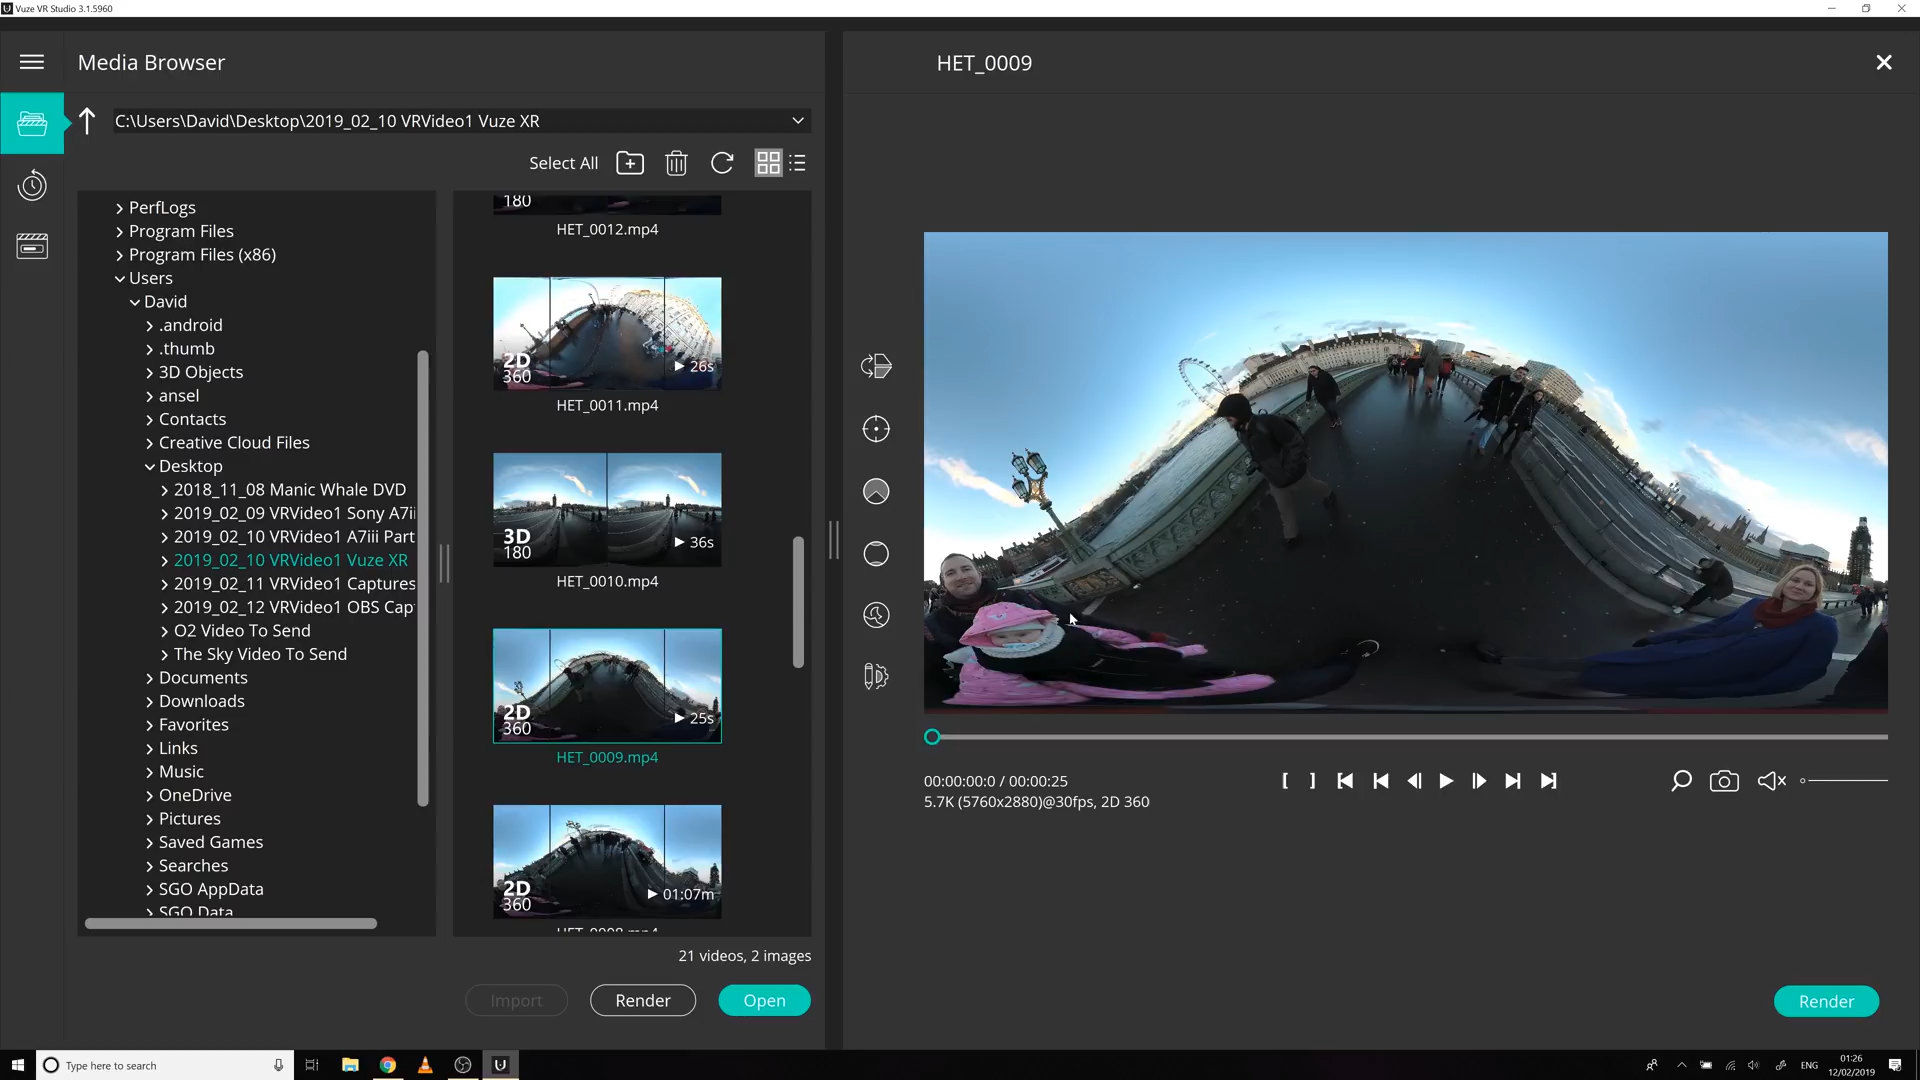 Vuze VR Studio 3.1.5960
Media Browser
HET_0009
C:\Users\David\Desktop\2019_02_10 VRVideo1 Vuze XR
Select All
PerfLogs
Program Files
Program Files (x86)
Users
David
.android
.thumb
3D Objects
ansel
Contacts
Creative Cloud Files
Desktop
2018_11_08 Manic Whale DVD
2019_02_09 VRVideo1 Sony A7ii
2019_02_10 VRVideo1 A7iii Part
2019_02_10 VRVideo1 Vuze XR
2019_02_11 VRVideo1 Captures
2019_02_12 VRVideo1 OBS Cap
O2 Video To Send
The Sky Video To Send
Documents
Downloads
Favorites
Links
Music
OneDrive
Pictures
Saved Games
Searches
SGO AppData
SGO Data
180
HET_0012.mp4
2D
360
26s
HET_0011.mp4
3D
180
36s
HET_0010.mp4
2D
360
25s
HET_0009.mp4
2D
360
01:07m
HET_0008.mp4
21 videos, 2 images
Import
Render
Open
00:00:00:0 / 00:00:25
5.7K (5760x2880)@30fps, 2D 360
Render
Type here to search
ENG
01:26
12/02/2019